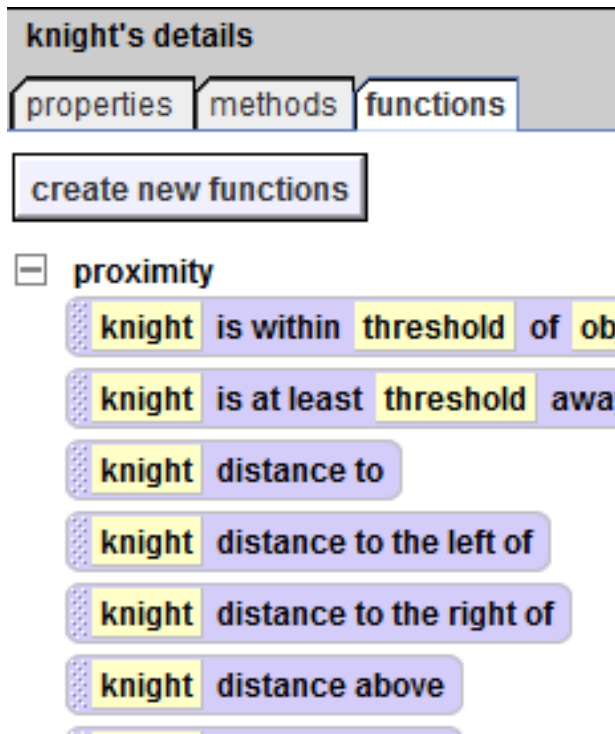 knight's details
properties methods functions
create new functions
proximity
knight is within threshold of
knight is at least threshold
knight distance to
knight distance to the left of
knight distance to the right of
knight distance above